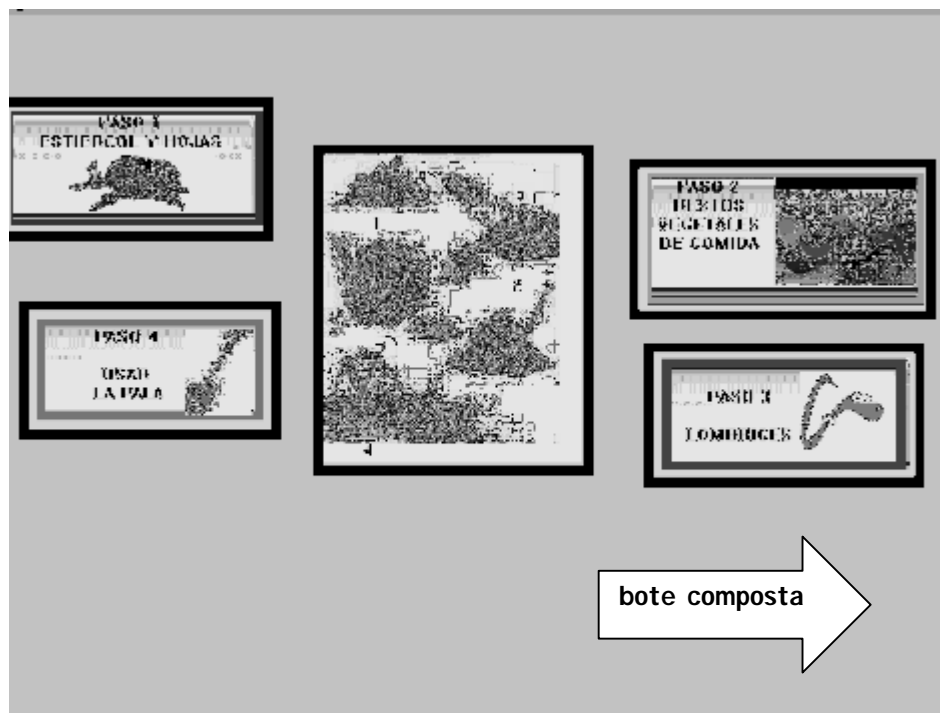 PASO 1
ESTIERCOL Y HOJAS
PASO 2
RESTOS
VEGETALES
DE COMIDA
PASO 4
USAR
LA PALA
PASO 3
LOMBRICES
bote composta